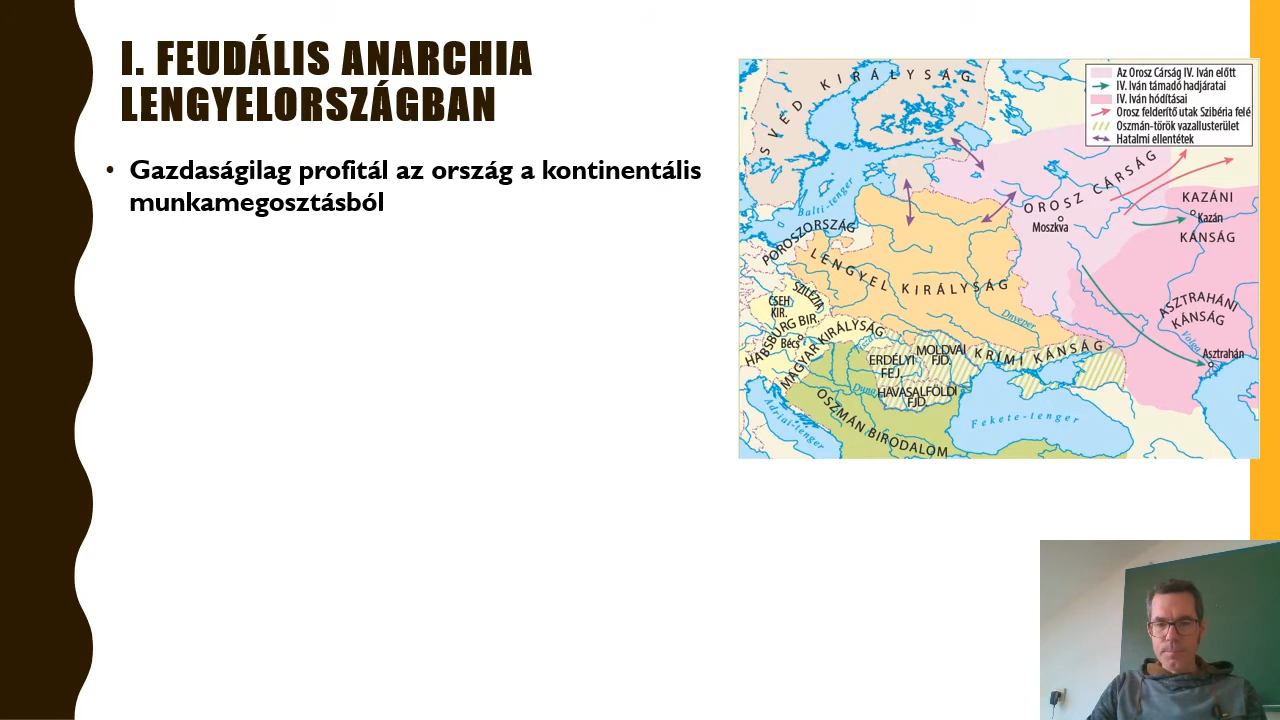 I. FEUDÁLIS ANARCHIA
LENGYELORSZÁGBAN
• Gazdaságilag profitál az ország a kontinentális
munkamegosztásból
Az Orosz Cárság IV. Iván előtt
IV. Iván támadó hadjáratai
IV. Iván hódításai
Orosz felderítő utak Szibéria felé
Oszmán-török vazallusterület
Hatalmi ellentétek
SVÉD KIRÁLYSÁG
OROSZ CÁRSÁG
Moszkva
KAZÁNI
Kazán
KÁNSÁG
Balti-tenger
POROSZORSZÁG
LENGYEL KIRÁLYSÁG
SZILÉZIA
CSEH
KIR.
HABSBURG BIR.
Bécs
MAGYAR KIRÁLYSÁG
Tisza
ERDÉLYI
FEJ.
MOLDVAI
FJD.
KRÍMI KÁNSÁG
Dnyeper
ASZTRAHÁNI
KÁNSÁG
Volga
Asztrahán
Duna
HAVASALFÖLDI
FJD.
OSZMÁN BIRODALOM
Adriai-tenger
Fekete-tenger